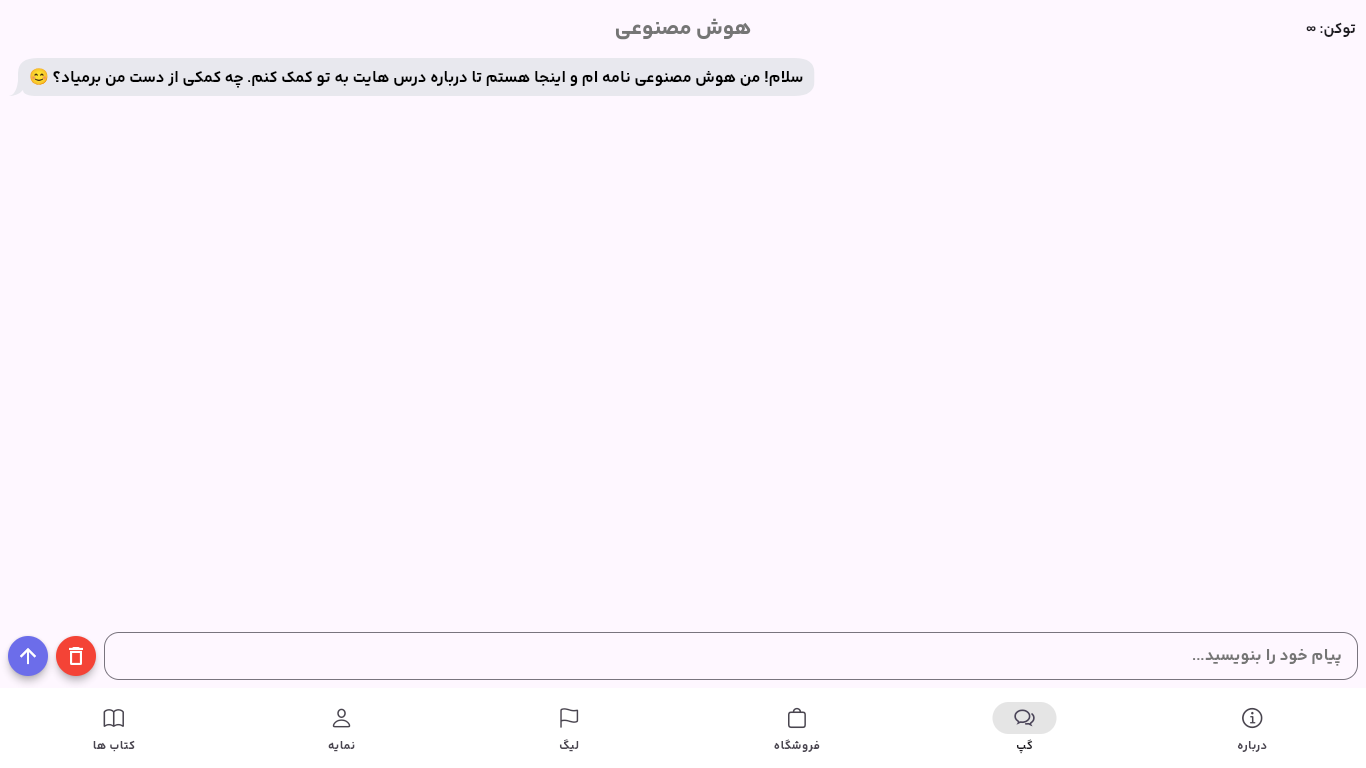 توکن: ∞
هوش مصنوعی
سلام! من هوش مصنوعی نامه ام و اینجا هستم تا درباره درس هایت به تو کمک کنم. چه کمکی از دست من برمیاد؟ 😊
پیام خود را بنویسید...
درباره
گپ
فروشگاه
لیگ
نمایه
کتاب ها